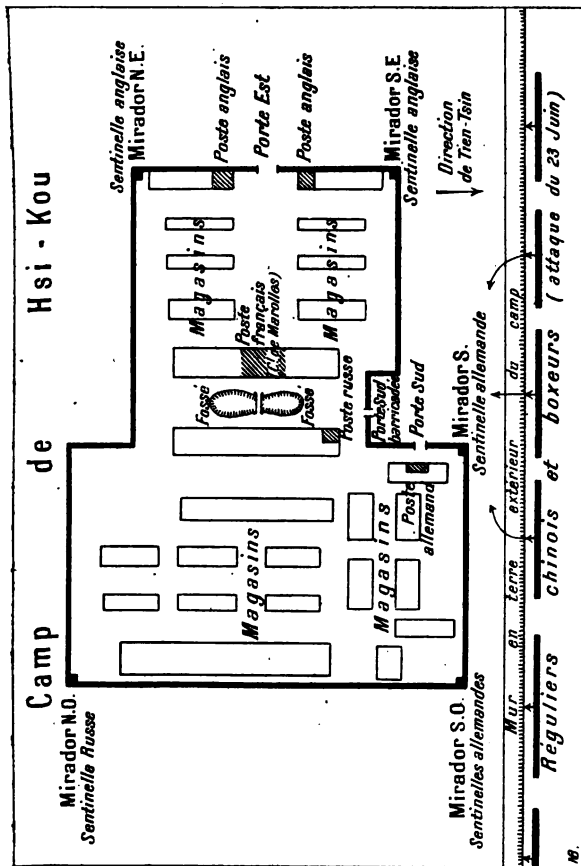 Camp de Hsi-Kou
Mirador N.O.
Sentinelle Russe
Sentinelle anglaise
Mirador N.E.
Poste anglais
Porte Est
Poste anglais
Mirador S.E
Sentinelle anglaise
Direction
de Tien-Tsin
Magasins
Magasins
Poste
français
de Marolles)
Fossé
Fossé
Poste russe
Porte Sud
barricadée
Porte Sud
Mirador S.
Sentinelle allemande
Poste
allemand
Magasins
Magasins
Mirador S.O.
Sentinelles allemandes
Mur en terre extérieur du camp
Réguliers chinois et boxeurs (attaque du 23 Juin)